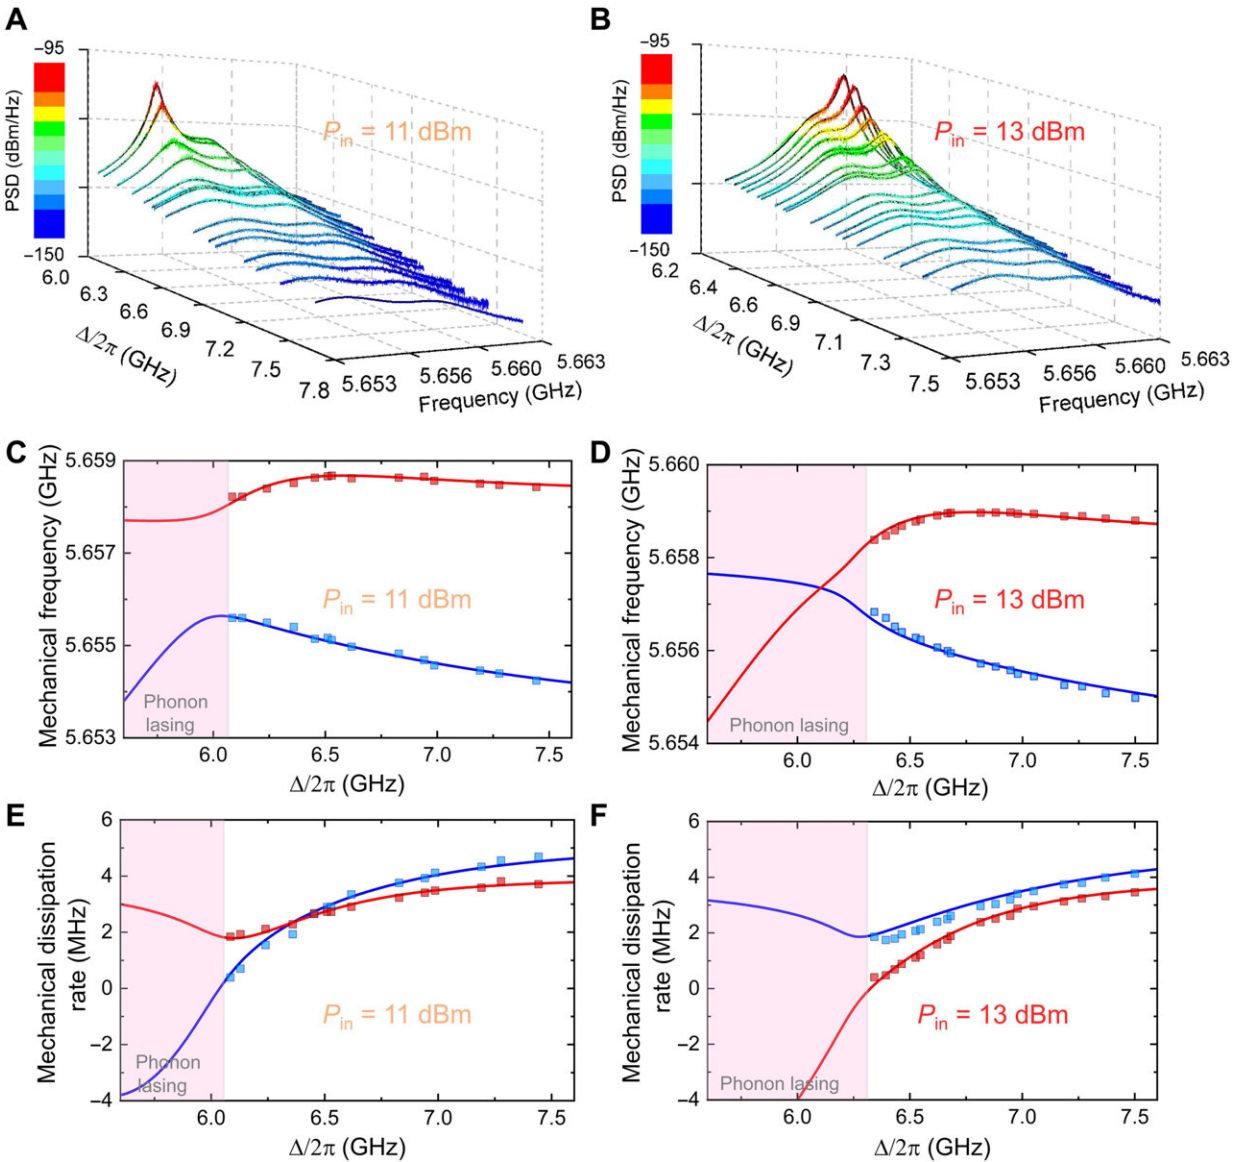 A
−95
PSD (dBm/Hz)
−150
P_in = 11 dBm
6.0
6.3
6.6
6.9
7.2
7.5
7.8
Δ/2π (GHz)
5.653
5.656
5.660
5.663
Frequency (GHz)
B
−95
PSD (dBm/Hz)
−150
P_in = 13 dBm
6.2
6.4
6.6
6.9
7.1
7.3
7.5
Δ/2π (GHz)
5.653
5.656
5.660
5.663
Frequency (GHz)
C
Mechanical frequency (GHz)
5.659
5.657
5.655
5.653
P_in = 11 dBm
Phonon
lasing
6.0
6.5
7.0
7.5
Δ/2π (GHz)
D
Mechanical frequency (GHz)
5.660
5.658
5.656
5.654
P_in = 13 dBm
Phonon lasing
6.0
6.5
7.0
7.5
Δ/2π (GHz)
E
Mechanical dissipation
rate (MHz)
6
4
2
0
−2
−4
P_in = 11 dBm
Phonon
lasing
6.0
6.5
7.0
7.5
Δ/2π (GHz)
F
Mechanical dissipation
rate (MHz)
6
4
2
0
−2
−4
P_in = 13 dBm
Phonon lasing
6.0
6.5
7.0
7.5
Δ/2π (GHz)